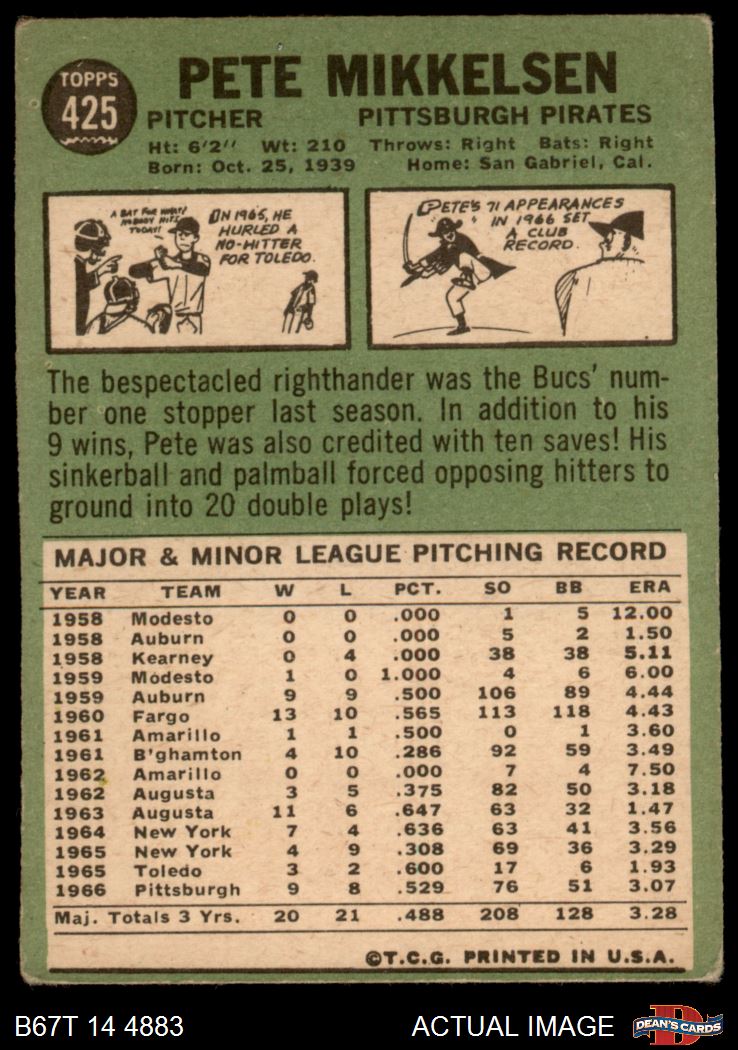 TOPPS
425
PETE MIKKELSEN
PITCHER PITTSBURGH PIRATES
Ht: 6'2" Wt: 210 Throws: Right Bats: Right
Born: Oct. 25, 1939 Home: San Gabriel, Cal.
A BAT FOR WHAT?
NOBODY HITS
TODAY!
ON 1965, HE
HURLED A
NO-HITTER
FOR TOLEDO.
PETE'S 71 APPEARANCES
IN 1966 SET
A CLUB
RECORD.
The bespectacled righthander was the Bucs' num-
ber one stopper last season. In addition to his
9 wins, Pete was also credited with ten saves! His
sinkerball and palmball forced opposing hitters to
ground into 20 double plays!
MAJOR & MINOR LEAGUE PITCHING RECORD
YEAR TEAM W L PCT. SO BB ERA
1958 Modesto 0 0 .000 1 5 12.00
1958 Auburn 0 0 .000 5 2 1.50
1958 Kearney 0 4 .000 38 38 5.11
1959 Modesto 1 0 1.000 4 6 6.00
1959 Auburn 9 9 .500 106 89 4.44
1960 Fargo 13 10 .565 113 118 4.43
1961 Amarillo 1 1 .500 0 1 3.60
1961 B'ghamton 4 10 .286 92 59 3.49
1962 Amarillo 0 0 .000 7 4 7.50
1962 Augusta 3 5 .375 82 50 3.18
1963 Augusta 11 6 .647 63 32 1.47
1964 New York 7 4 .636 63 41 3.56
1965 New York 4 9 .308 69 36 3.29
1965 Toledo 3 2 .600 17 6 1.93
1966 Pittsburgh 9 8 .529 76 51 3.07
Maj. Totals 3 Yrs. 20 21 .488 208 128 3.28
©T.C.G. PRINTED IN U.S.A.
B67T 14 4883 ACTUAL IMAGE
D
DEAN'S CARDS